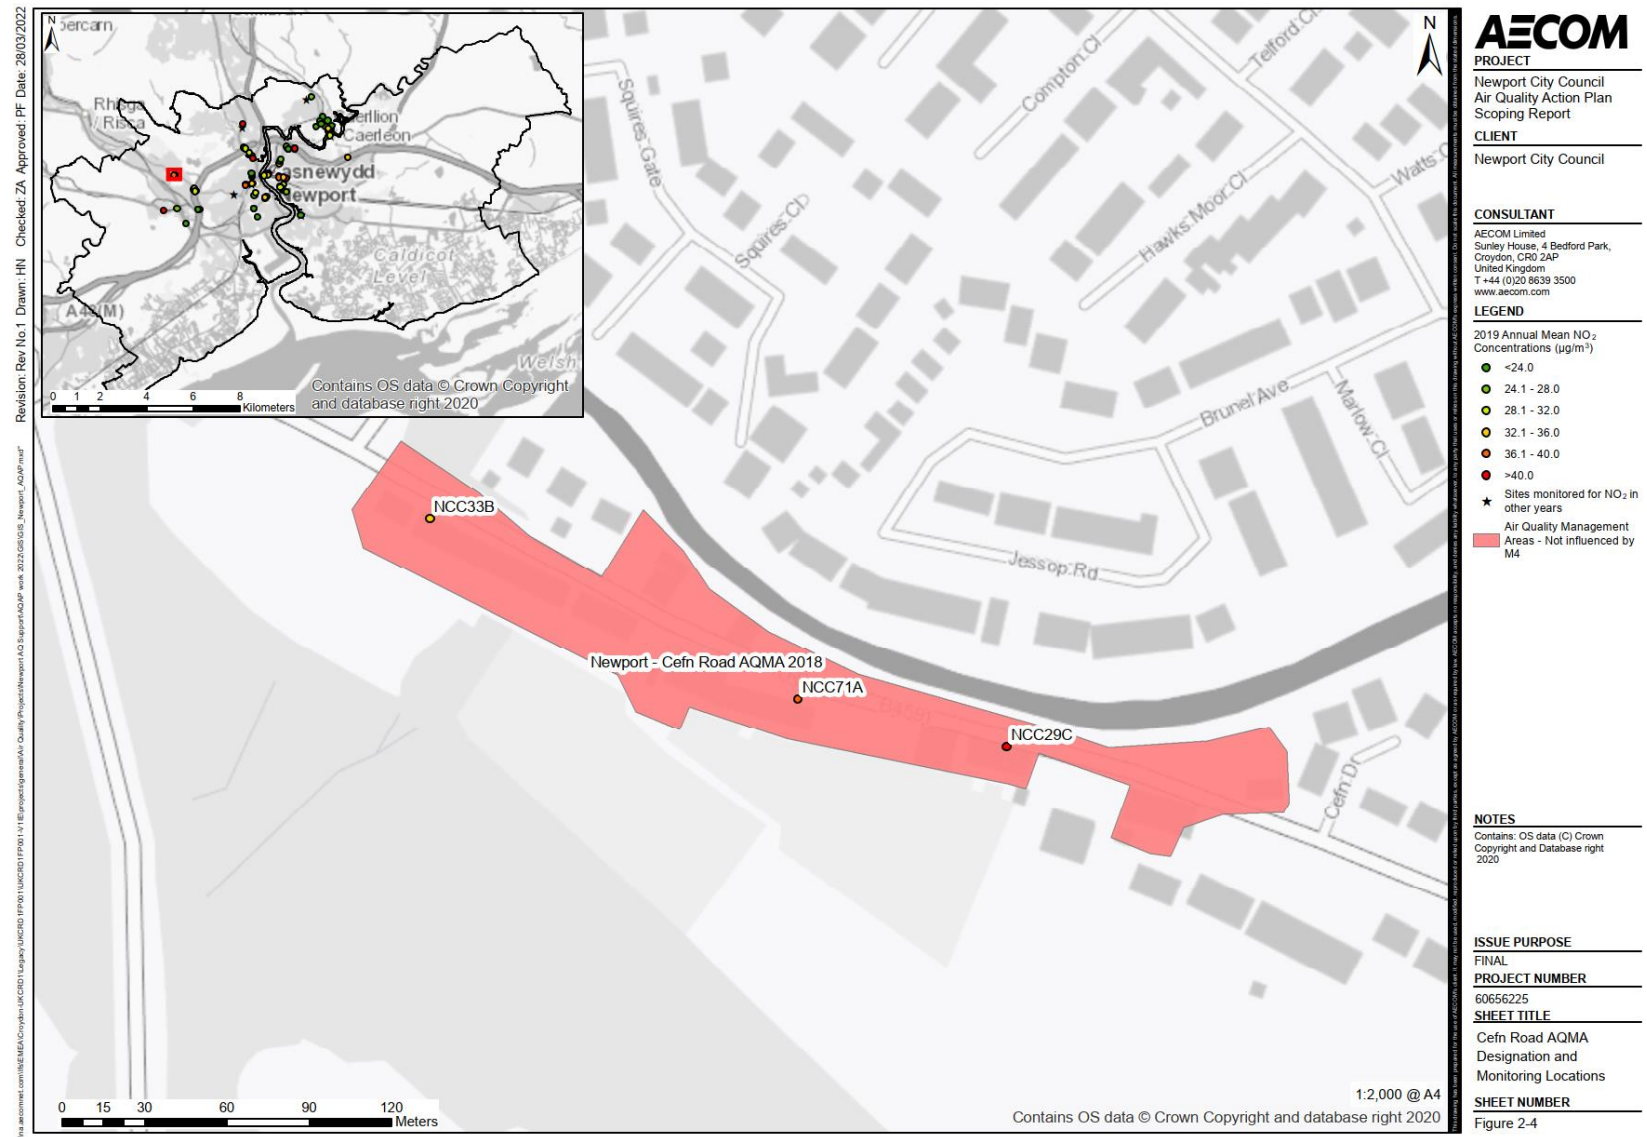 Revision: Rev No.1 Drawn: HN Checked: ZA Approved: PF Date: 28/03/2022
N
bercarn
Rhisga
/ Risca
Caerleon
asnewydd
Newport
Caldicot
Level
Welsh
Contains OS data © Crown Copyright
and database right 2020
0 1 2 4 6 8
Kilometers
N
Squires Gate
Squires Cl
Compton Cl
Telford Cl
Hawks Moor Cl
Brunel Ave
Marlow Cl
Jessop Rd
Cefn Dr
NCC33B
Newport - Cefn Road AQMA 2018
NCC71A
NCC29C
0 15 30 60 90 120
Meters
1:2,000 @ A4
Contains OS data © Crown Copyright and database right 2020
AECOM
PROJECT
Newport City Council
Air Quality Action Plan
Scoping Report
CLIENT
Newport City Council
CONSULTANT
AECOM Limited
Sunley House, 4 Bedford Park,
Croydon, CR0 2AP
United Kingdom
T +44 (0)20 8639 3500
www.aecom.com
LEGEND
2019 Annual Mean NO₂
Concentrations (µg/m³)
<24.0
24.1 - 28.0
28.1 - 32.0
32.1 - 36.0
36.1 - 40.0
>40.0
Sites monitored for NO₂ in
other years
Air Quality Management
Areas - Not influenced by
M4
NOTES
Contains: OS data (C) Crown
Copyright and Database right
2020
ISSUE PURPOSE
FINAL
PROJECT NUMBER
60656225
SHEET TITLE
Cefn Road AQMA
Designation and
Monitoring Locations
SHEET NUMBER
Figure 2-4